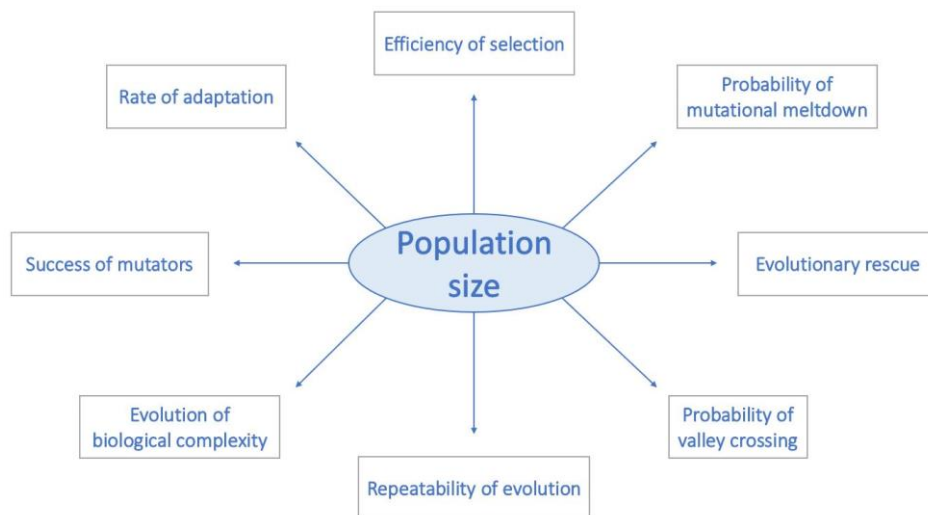 Efficiency of selection
Rate of adaptation
Probability of
mutational meltdown
Population
size
Success of mutators
Evolutionary rescue
Evolution of
biological complexity
Probability of
valley crossing
Repeatability of evolution